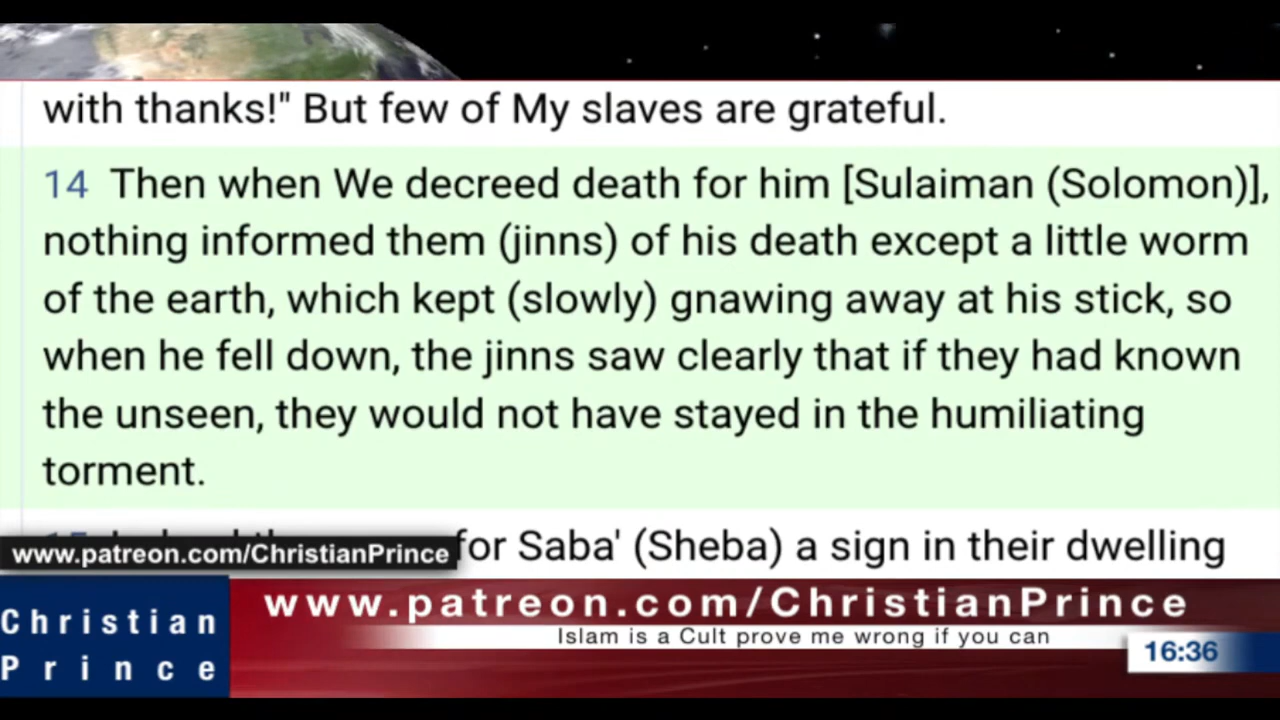 with thanks!" But few of My slaves are grateful.
14 Then when We decreed death for him [Sulaiman (Solomon)],
nothing informed them (jinns) of his death except a little worm
of the earth, which kept (slowly) gnawing away at his stick, so
when he fell down, the jinns saw clearly that if they had known
the unseen, they would not have stayed in the humiliating
torment.
for Saba' (Sheba) a sign in their dwelling
www.patreon.com/ChristianPrince
www.patreon.com/ChristianPrince
Islam is a Cult prove me wrong if you can
Christian
Prince
16:36